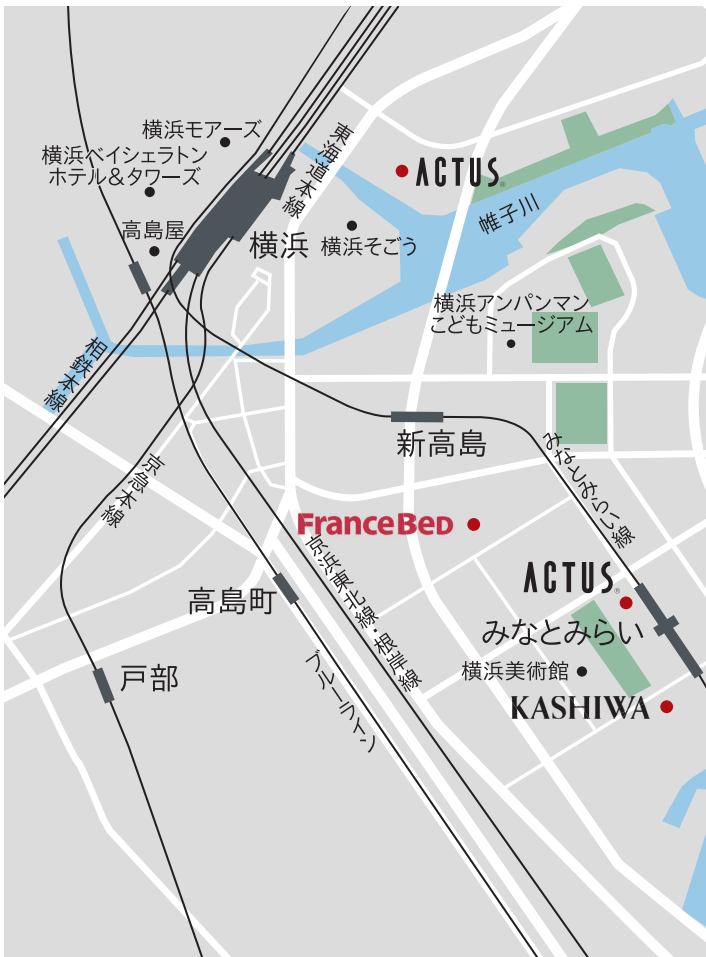 横浜モアーズ
横浜ベイシェラトン
ホテル&タワーズ
東海道本線
ACTUS®
高島屋
横浜
横浜そごう
帷子川
横浜アンパンマン
こどもミュージアム
相鉄本線
新高島
みなとみらい線
京急本線
FranceBeD
京浜東北線・根岸線
ACTUS®
高島町
みなとみらい
ブルーライン
戸部
横浜美術館
KASHIWA